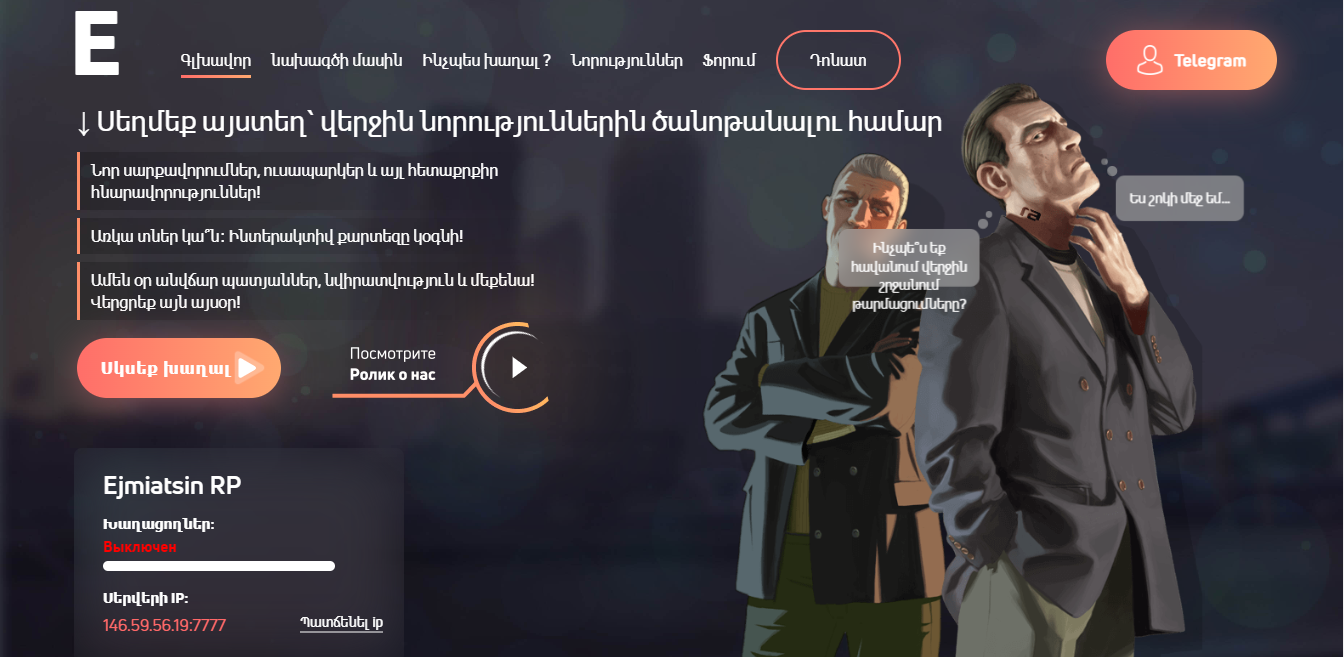 E
Գլխավոր նախագծի մասին Ինչպես խաղալ ? Նորություններ Ֆորում Դոնատ Telegram
↓ Սեղմեք այստեղ՝ վերջին նորություններին ծանոթանալու համար
Նոր սարքավորումներ, ուսապարկեր և այլ հետաքրքիր
հնարավորություններ!
Առկա տներ կա՞ն: Ինտերակտիվ քարտեզը կօգնի!
Ամեն օր անվճար պատյաններ, նվիրատվություն և մեքենա!
Վերցրեք այն այսօր!
Սկսեք խաղալ
Посмотрите
Ролик о нас
Ես շոկի մեջ եմ...
Ինչպե՞ս եք
հավանում վերջին
շրջանում
թարմացումները?
Ejmiatsin RP
Խաղացողներ:
Выключен
Սերվերի IP:
146.59.56.19:7777
Պատճենել ip